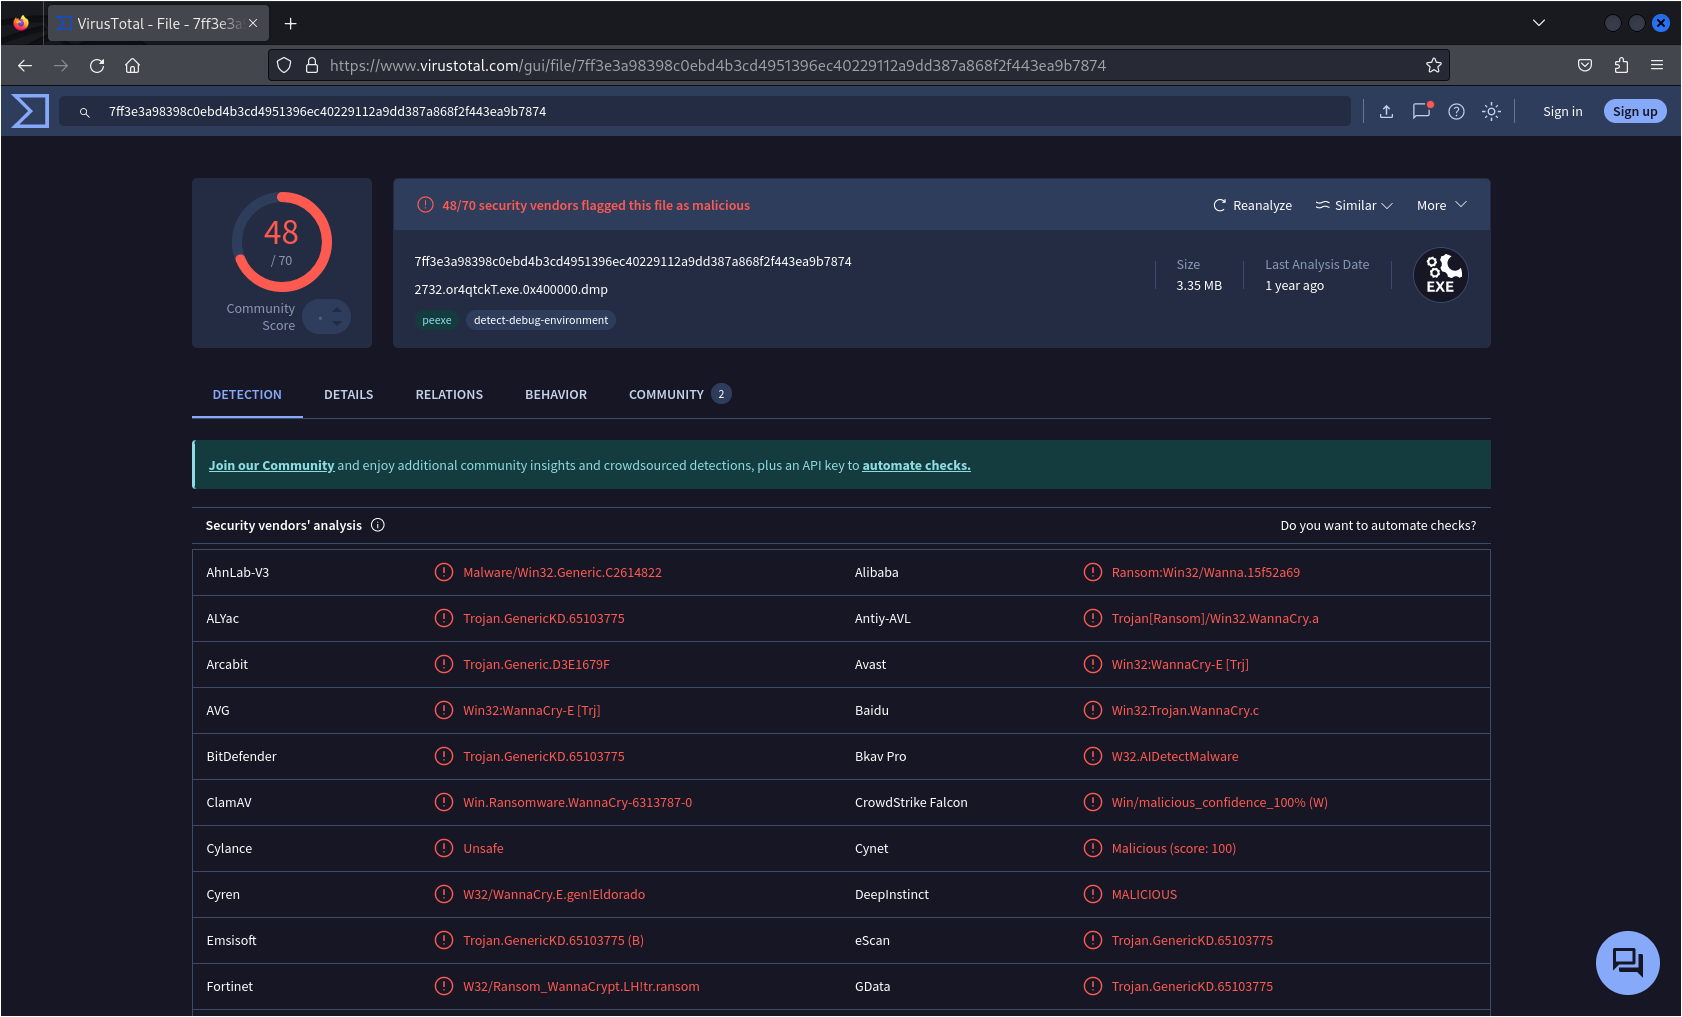 VirusTotal - File - 7ff3e3a
https://www.virustotal.com/gui/file/7ff3e3a98398c0ebd4b3cd4951396ec40229112a9dd387a868f2f443ea9b7874
7ff3e3a98398c0ebd4b3cd4951396ec40229112a9dd387a868f2f443ea9b7874
Sign in
Sign up
48
/ 70
Community
Score
48/70 security vendors flagged this file as malicious
Reanalyze
Similar
More
7ff3e3a98398c0ebd4b3cd4951396ec40229112a9dd387a868f2f443ea9b7874
2732.or4qtckT.exe.0x400000.dmp
peexe
detect-debug-environment
Size
3.35 MB
Last Analysis Date
1 year ago
EXE
DETECTION
DETAILS
RELATIONS
BEHAVIOR
COMMUNITY 2
Join our Community and enjoy additional community insights and crowdsourced detections, plus an API key to automate checks.
Security vendors' analysis
Do you want to automate checks?
AhnLab-V3 Malware/Win32.Generic.C2614822 Alibaba Ransom:Win32/Wanna.15f52a69
ALYac Trojan.GenericKD.65103775 Antiy-AVL Trojan[Ransom]/Win32.WannaCry.a
Arcabit Trojan.Generic.D3E1679F Avast Win32:WannaCry-E [Trj]
AVG Win32:WannaCry-E [Trj] Baidu Win32.Trojan.WannaCry.c
BitDefender Trojan.GenericKD.65103775 Bkav Pro W32.AIDetectMalware
ClamAV Win.Ransomware.WannaCry-6313787-0 CrowdStrike Falcon Win/malicious_confidence_100% (W)
Cylance Unsafe Cynet Malicious (score: 100)
Cyren W32/WannaCry.E.gen!Eldorado DeepInstinct MALICIOUS
Emsisoft Trojan.GenericKD.65103775 (B) eScan Trojan.GenericKD.65103775
Fortinet W32/Ransom_WannaCrypt.LH!tr.ransom GData Trojan.GenericKD.65103775